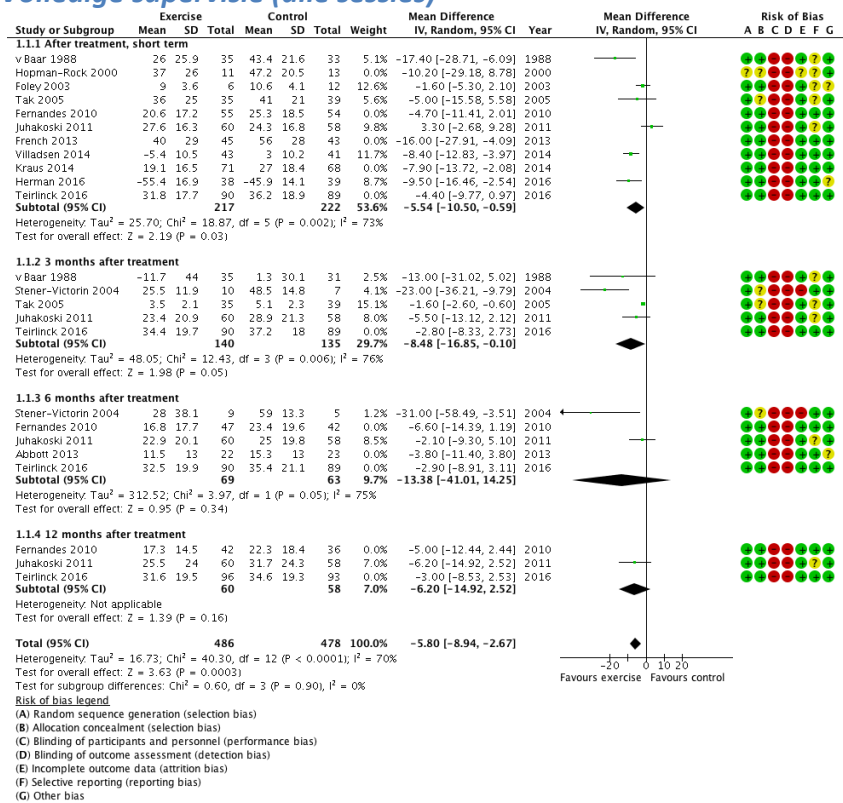 Volledige supervisie (alle sessies)
Exercise Control Mean Difference Mean Difference Risk of Bias
Study or Subgroup Mean SD Total Mean SD Total Weight IV, Random, 95% CI Year IV, Random, 95% CI A B C D E F G
1.1.1 After treatment, short term
v Baar 1988 26 25.9 35 43.4 21.6 33 5.1% -17.40 [-28.71, -6.09] 1988
Hopman-Rock 2000 37 26 11 47.2 20.5 13 0.0% -10.20 [-29.18, 8.78] 2000
Foley 2003 9 3.6 6 10.6 4.1 12 12.6% -1.60 [-5.30, 2.10] 2003
Tak 2005 36 25 35 41 21 39 5.1% -5.00 [-15.58, 5.58] 2005
Fernandes 2010 20.6 17.2 55 25.3 18.5 54 0.0% -4.70 [-11.41, 2.01] 2010
Juhakoski 2011 27.6 16.3 60 24.3 16.8 58 9.8% 3.30 [-2.68, 9.28] 2011
French 2013 40 29 45 56 28 43 0.0% -16.00 [-27.91, -4.09] 2013
Villadsen 2014 -5.4 10.5 43 3 10.2 41 11.7% -8.40 [-12.83, -3.97] 2014
Kraus 2014 19.1 16.5 71 27 18.4 68 0.0% -7.90 [-13.72, -2.08] 2014
Herman 2016 -55.4 16.9 38 -45.9 14.1 39 8.7% -9.50 [-16.46, -2.54] 2016
Teirlinck 2016 31.8 17.7 90 36.2 18.9 89 0.0% -4.40 [-9.77, 0.97] 2016
Subtotal (95% CI) 217 222 53.6% -5.54 [-10.50, -0.59]
Heterogeneity: Tau² = 25.70; Chi² = 18.87, df = 5 (P = 0.002); I² = 73%
Test for overall effect: Z = 2.19 (P = 0.03)
1.1.2 3 months after treatment
v Baar 1988 -11.7 44 35 1.3 30.1 31 2.5% -13.00 [-31.02, 5.02] 1988
Stener-Victorin 2004 25.5 11.9 10 48.5 14.8 7 4.1% -23.00 [-36.21, -9.79] 2004
Tak 2005 3.5 2.1 35 5.1 2.3 39 15.1% -1.60 [-2.60, -0.60] 2005
Juhakoski 2011 23.4 20.9 60 28.9 21.3 58 8.0% -5.50 [-13.12, 2.12] 2011
Teirlinck 2016 34.4 19.7 90 37.2 18 89 0.0% -2.80 [-8.33, 2.73] 2016
Subtotal (95% CI) 140 135 29.7% -8.48 [-16.85, -0.10]
Heterogeneity: Tau² = 48.05; Chi² = 12.43, df = 3 (P = 0.006); I² = 76%
Test for overall effect: Z = 1.98 (P = 0.05)
1.1.3 6 months after treatment
Stener-Victorin 2004 28 38.1 9 59 13.3 5 1.2% -31.00 [-58.49, -3.51] 2004
Fernandes 2010 16.8 17.7 47 23.4 19.6 42 0.0% -6.60 [-14.39, 1.19] 2010
Juhakoski 2011 22.9 20.1 60 25 19.8 58 8.5% -2.10 [-9.30, 5.10] 2011
Abbott 2013 11.5 13 22 15.3 13 23 0.0% -3.80 [-11.40, 3.80] 2013
Teirlinck 2016 32.5 19.9 90 35.4 21.1 89 0.0% -2.90 [-8.91, 3.11] 2016
Subtotal (95% CI) 69 63 9.7% -13.38 [-41.01, 14.25]
Heterogeneity: Tau² = 312.52; Chi² = 3.97, df = 1 (P = 0.05); I² = 75%
Test for overall effect: Z = 0.95 (P = 0.34)
1.1.4 12 months after treatment
Fernandes 2010 17.3 14.5 42 22.3 18.4 36 0.0% -5.00 [-12.44, 2.44] 2010
Juhakoski 2011 25.5 24 60 31.7 24.3 58 7.0% -6.20 [-14.92, 2.52] 2011
Teirlinck 2016 31.6 19.5 96 34.6 19.3 93 0.0% -3.00 [-8.53, 2.53] 2016
Subtotal (95% CI) 60 58 7.0% -6.20 [-14.92, 2.52]
Heterogeneity: Not applicable
Test for overall effect: Z = 1.39 (P = 0.16)
Total (95% CI) 486 478 100.0% -5.80 [-8.94, -2.67]
Heterogeneity: Tau² = 16.73; Chi² = 40.30, df = 12 (P < 0.0001); I² = 70%
Test for overall effect: Z = 3.63 (P = 0.0003)
Test for subgroup differences: Chi² = 0.60, df = 3 (P = 0.90), I² = 0%
-20 -10 0 10 20
Favours exercise Favours control
Risk of bias legend
(A) Random sequence generation (selection bias)
(B) Allocation concealment (selection bias)
(C) Blinding of participants and personnel (performance bias)
(D) Blinding of outcome assessment (detection bias)
(E) Incomplete outcome data (attrition bias)
(F) Selective reporting (reporting bias)
(G) Other bias